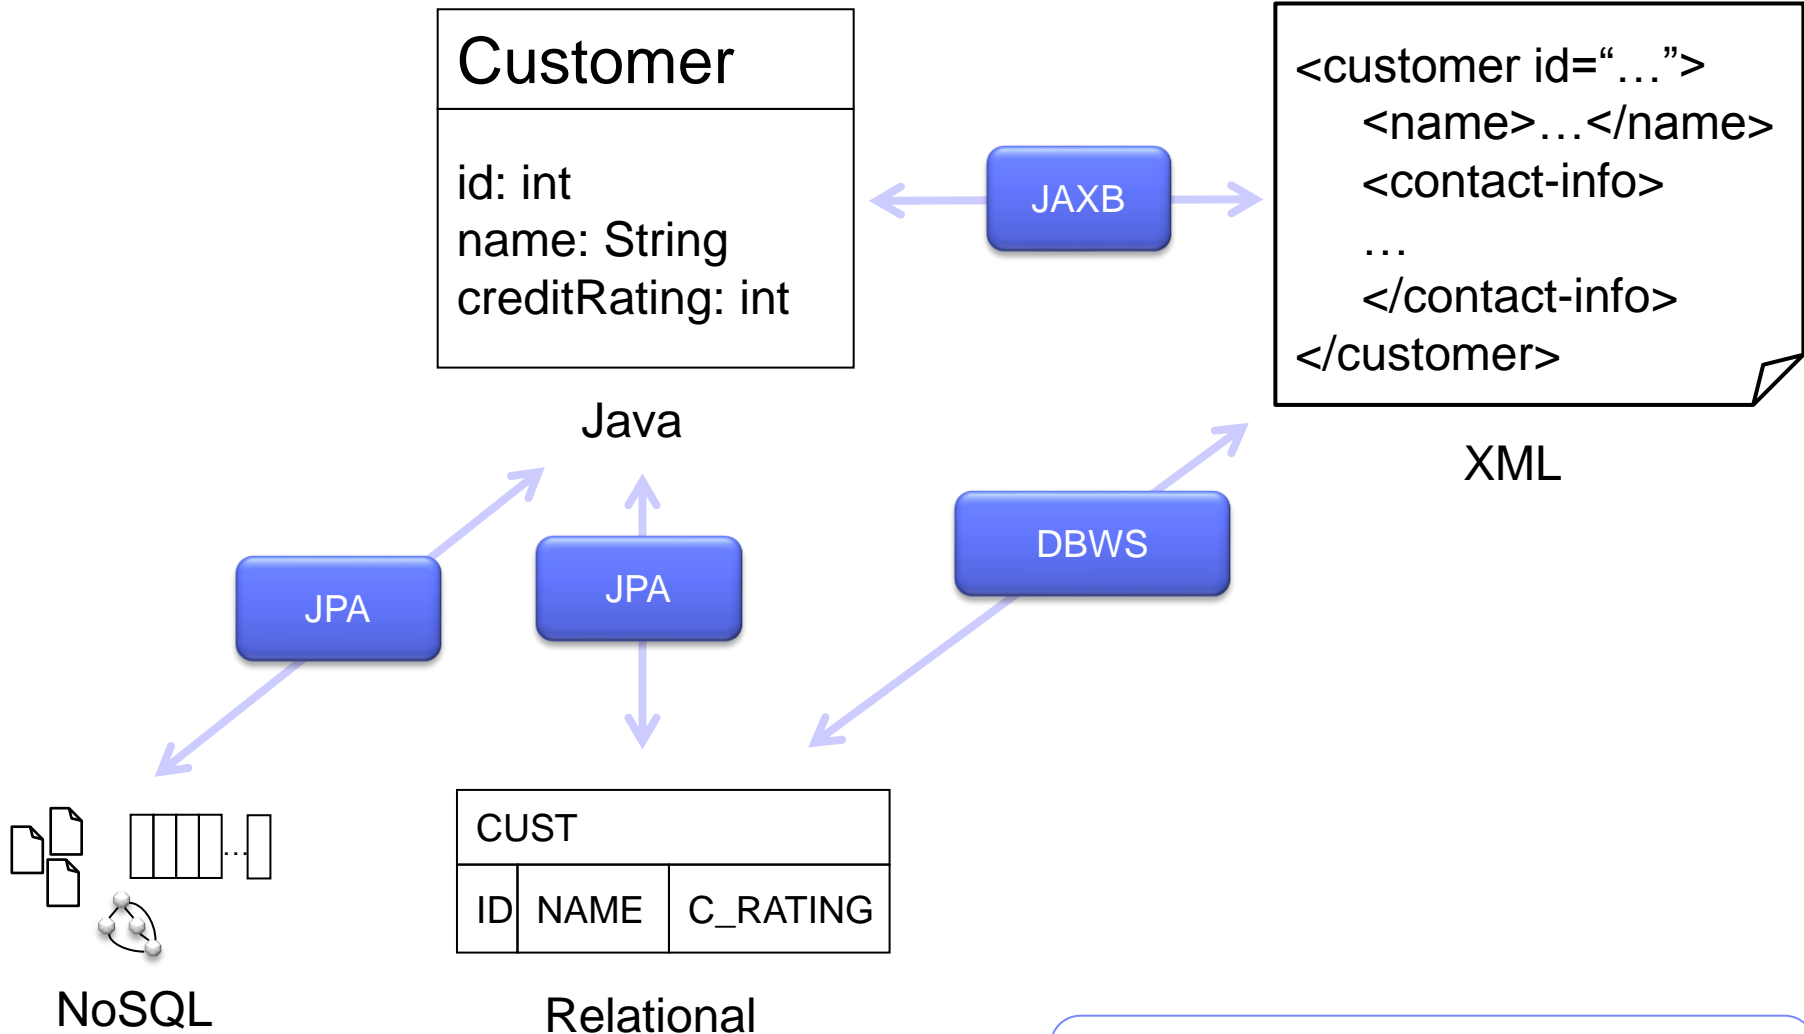 Customer
id: int
name: String
creditRating: int
Java
JAXB
<customer id=“…”>
<name>…</name>
<contact-info>
…
</contact-info>
</customer>
XML
JPA
JPA
DBWS
…
NoSQL
CUST
ID NAME C_RATING
Relational